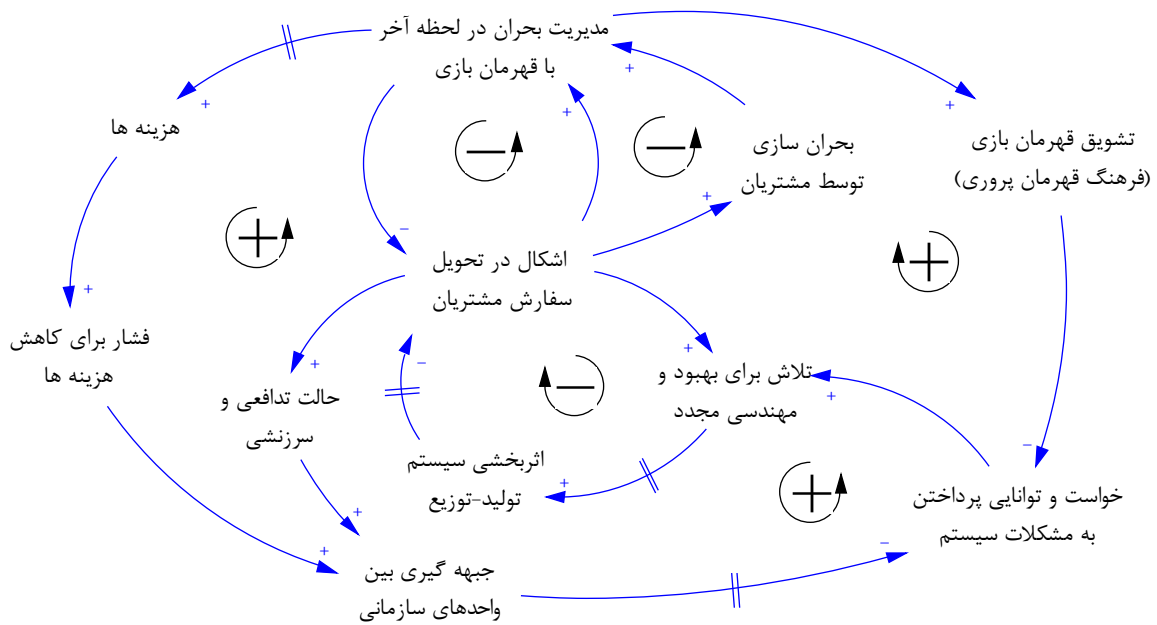 مدیریت بحران در لحظه آخر
با قهرمان بازی
هزینه ها
بحران سازی
توسط مشتریان
تشویق قهرمان بازی
(فرهنگ قهرمان پروری)
اشکال در تحویل
سفارش مشتریان
فشار برای کاهش
هزینه ها
حالت تدافعی و
سرزنشی
تلاش برای بهبود و
مهندسی مجدد
اثربخشی سیستم
تولید-توزیع
خواست و توانایی پرداختن
به مشکلات سیستم
جبهه گیری بین
واحدهای سازمانی